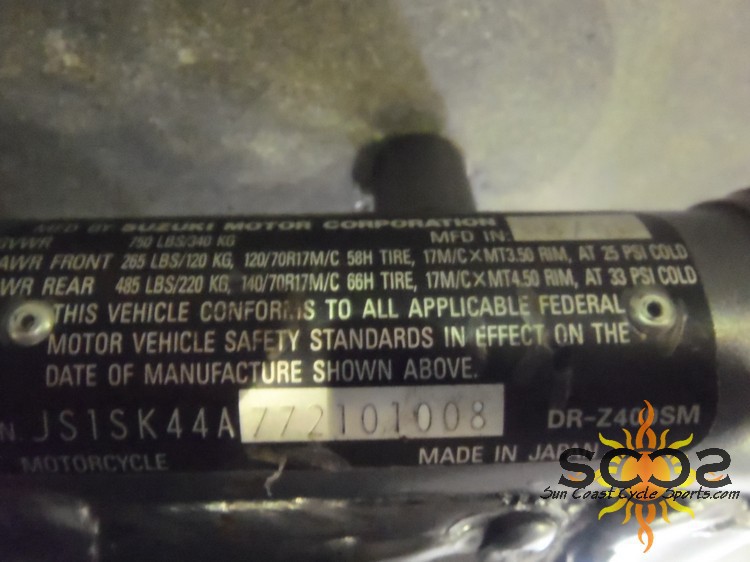 MFD BY SUZUKI MOTOR CORPORATION MFD IN:
GVWR 750 LBS/340 KG
AWR FRONT 265 LBS/120 KG, 120/70R17M/C 58H TIRE, 17M/C×MT3.50 RIM, AT 25 PSI COLD
WR REAR 485 LBS/220 KG, 140/70R17M/C 66H TIRE, 17M/C×MT4.50 RIM, AT 33 PSI COLD
THIS VEHICLE CONFORMS TO ALL APPLICABLE FEDERAL
MOTOR VEHICLE SAFETY STANDARDS IN EFFECT ON THE
DATE OF MANUFACTURE SHOWN ABOVE.
N. JS1SK44A772101008 DR-Z400SM
MOTORCYCLE MADE IN JAPAN
SCCS
Sun Coast Cycle Sports.com